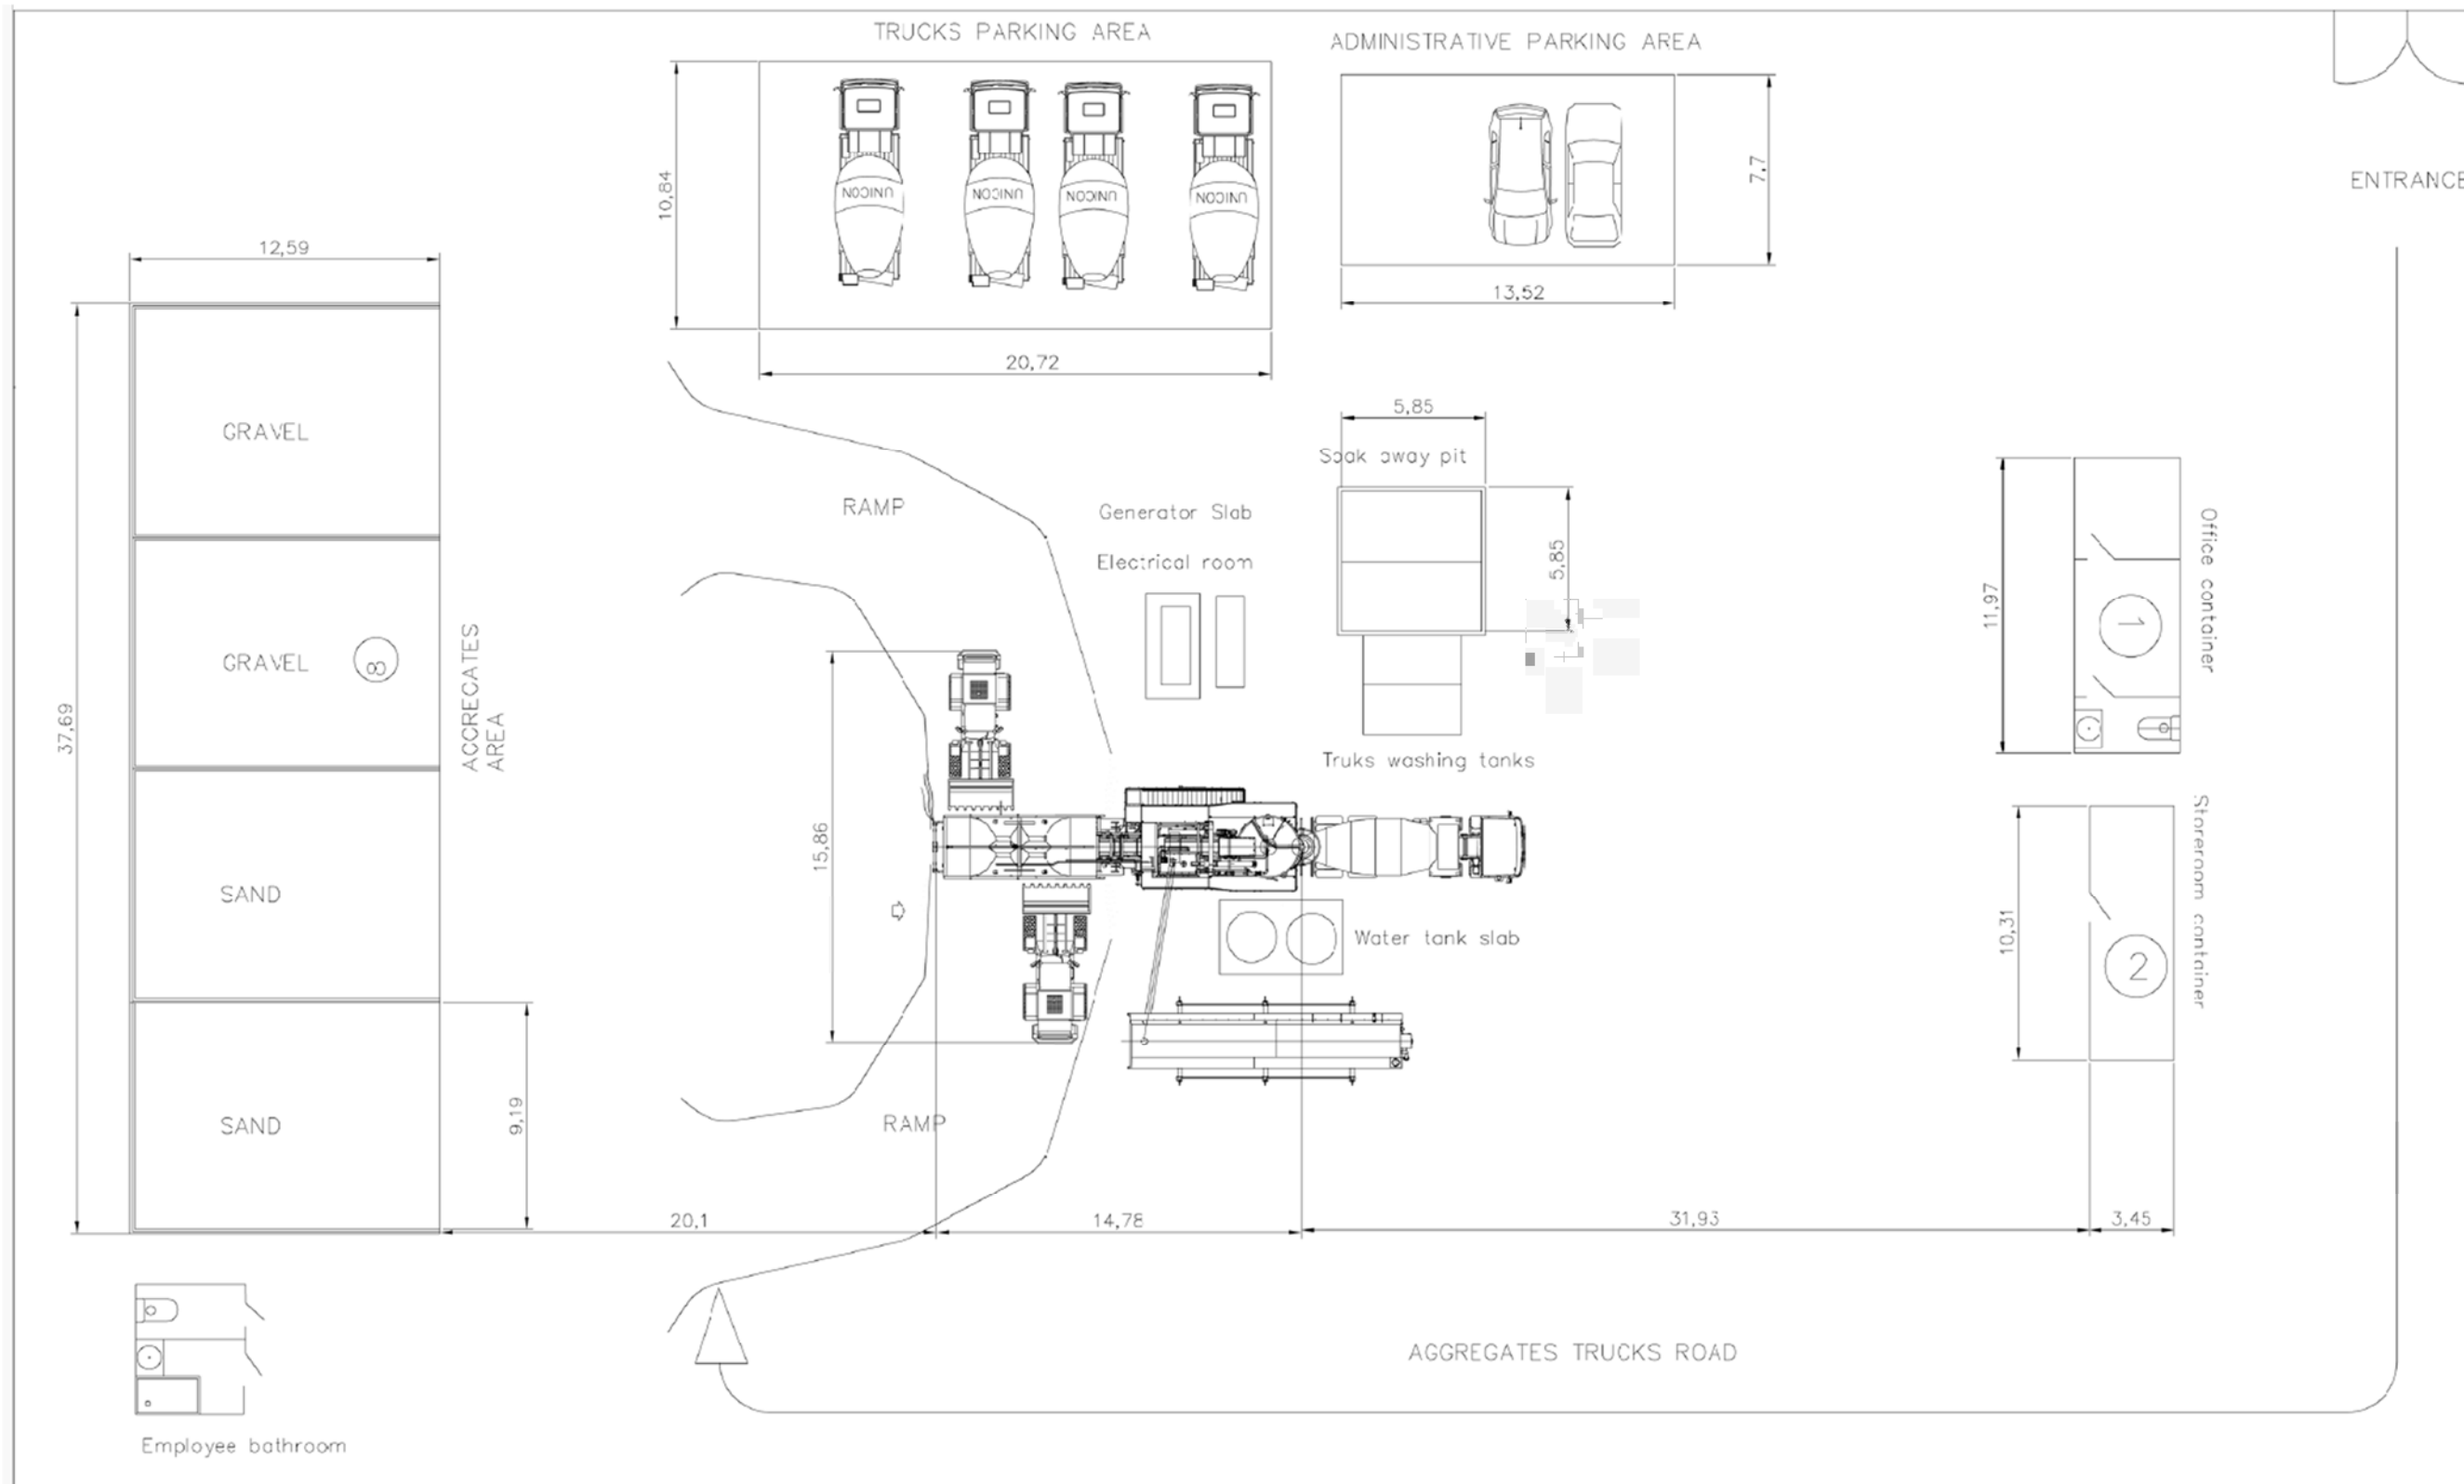 TRUCKS PARKING AREA
ADMINISTRATIVE PARKING AREA
UNICON
UNICON
UNICON
UNICON
10,84
7,7
ENTRANCE
12,59
13,52
20,72
5,85
GRAVEL
Soak away pit
RAMP
Generator Slab
Electrical room
5,85
11,97
1
Office container
GRAVEL
8
AGGRECATES
AREA
37,69
Truks washing tanks
15,86
SAND
Water tank slab
10,31
2
Storeroom container
SAND
9,19
RAMP
20,1
14,78
31,93
3,45
AGGREGATES TRUCKS ROAD
Employee bathroom